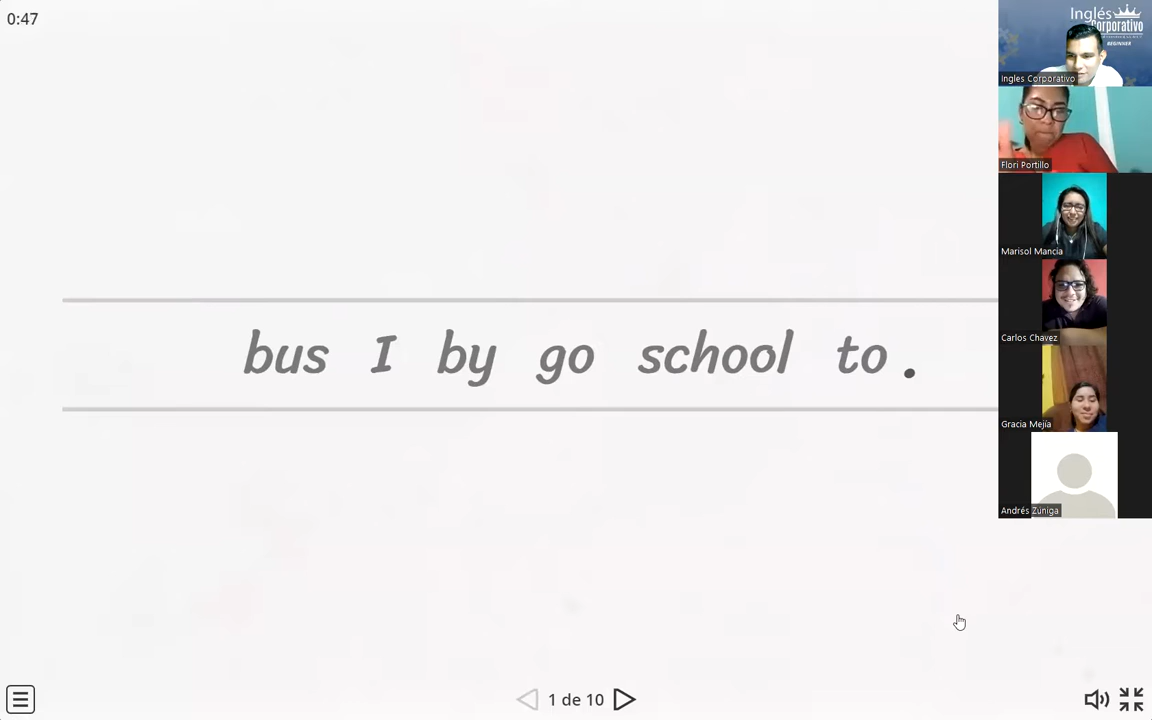 0:47
Inglés
Corporativo
BEGINNER
Ingles Corporativo
Flori Portillo
Marisol Mancia
Carlos Chavez
Gracia Mejía
Andrés Zúniga
bus I by go school to .
1 de 10